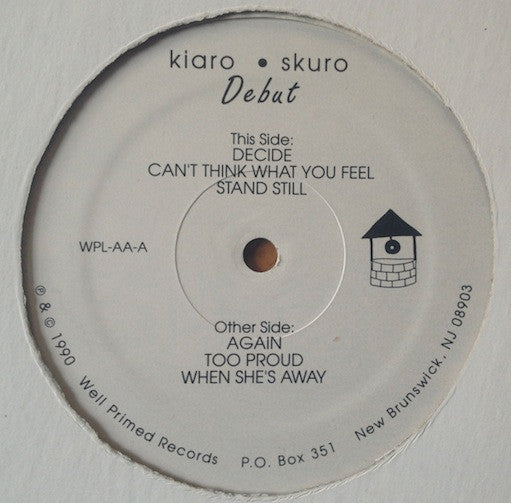 kiaro • skuro
Debut
This Side:
DECIDE
CAN'T THINK WHAT YOU FEEL
STAND STILL
WPL-AA-A
Other Side:
AGAIN
TOO PROUD
WHEN SHE'S AWAY
℗ & © 1990 Well Primed Records P.O. Box 351 New Brunswick, NJ 08903